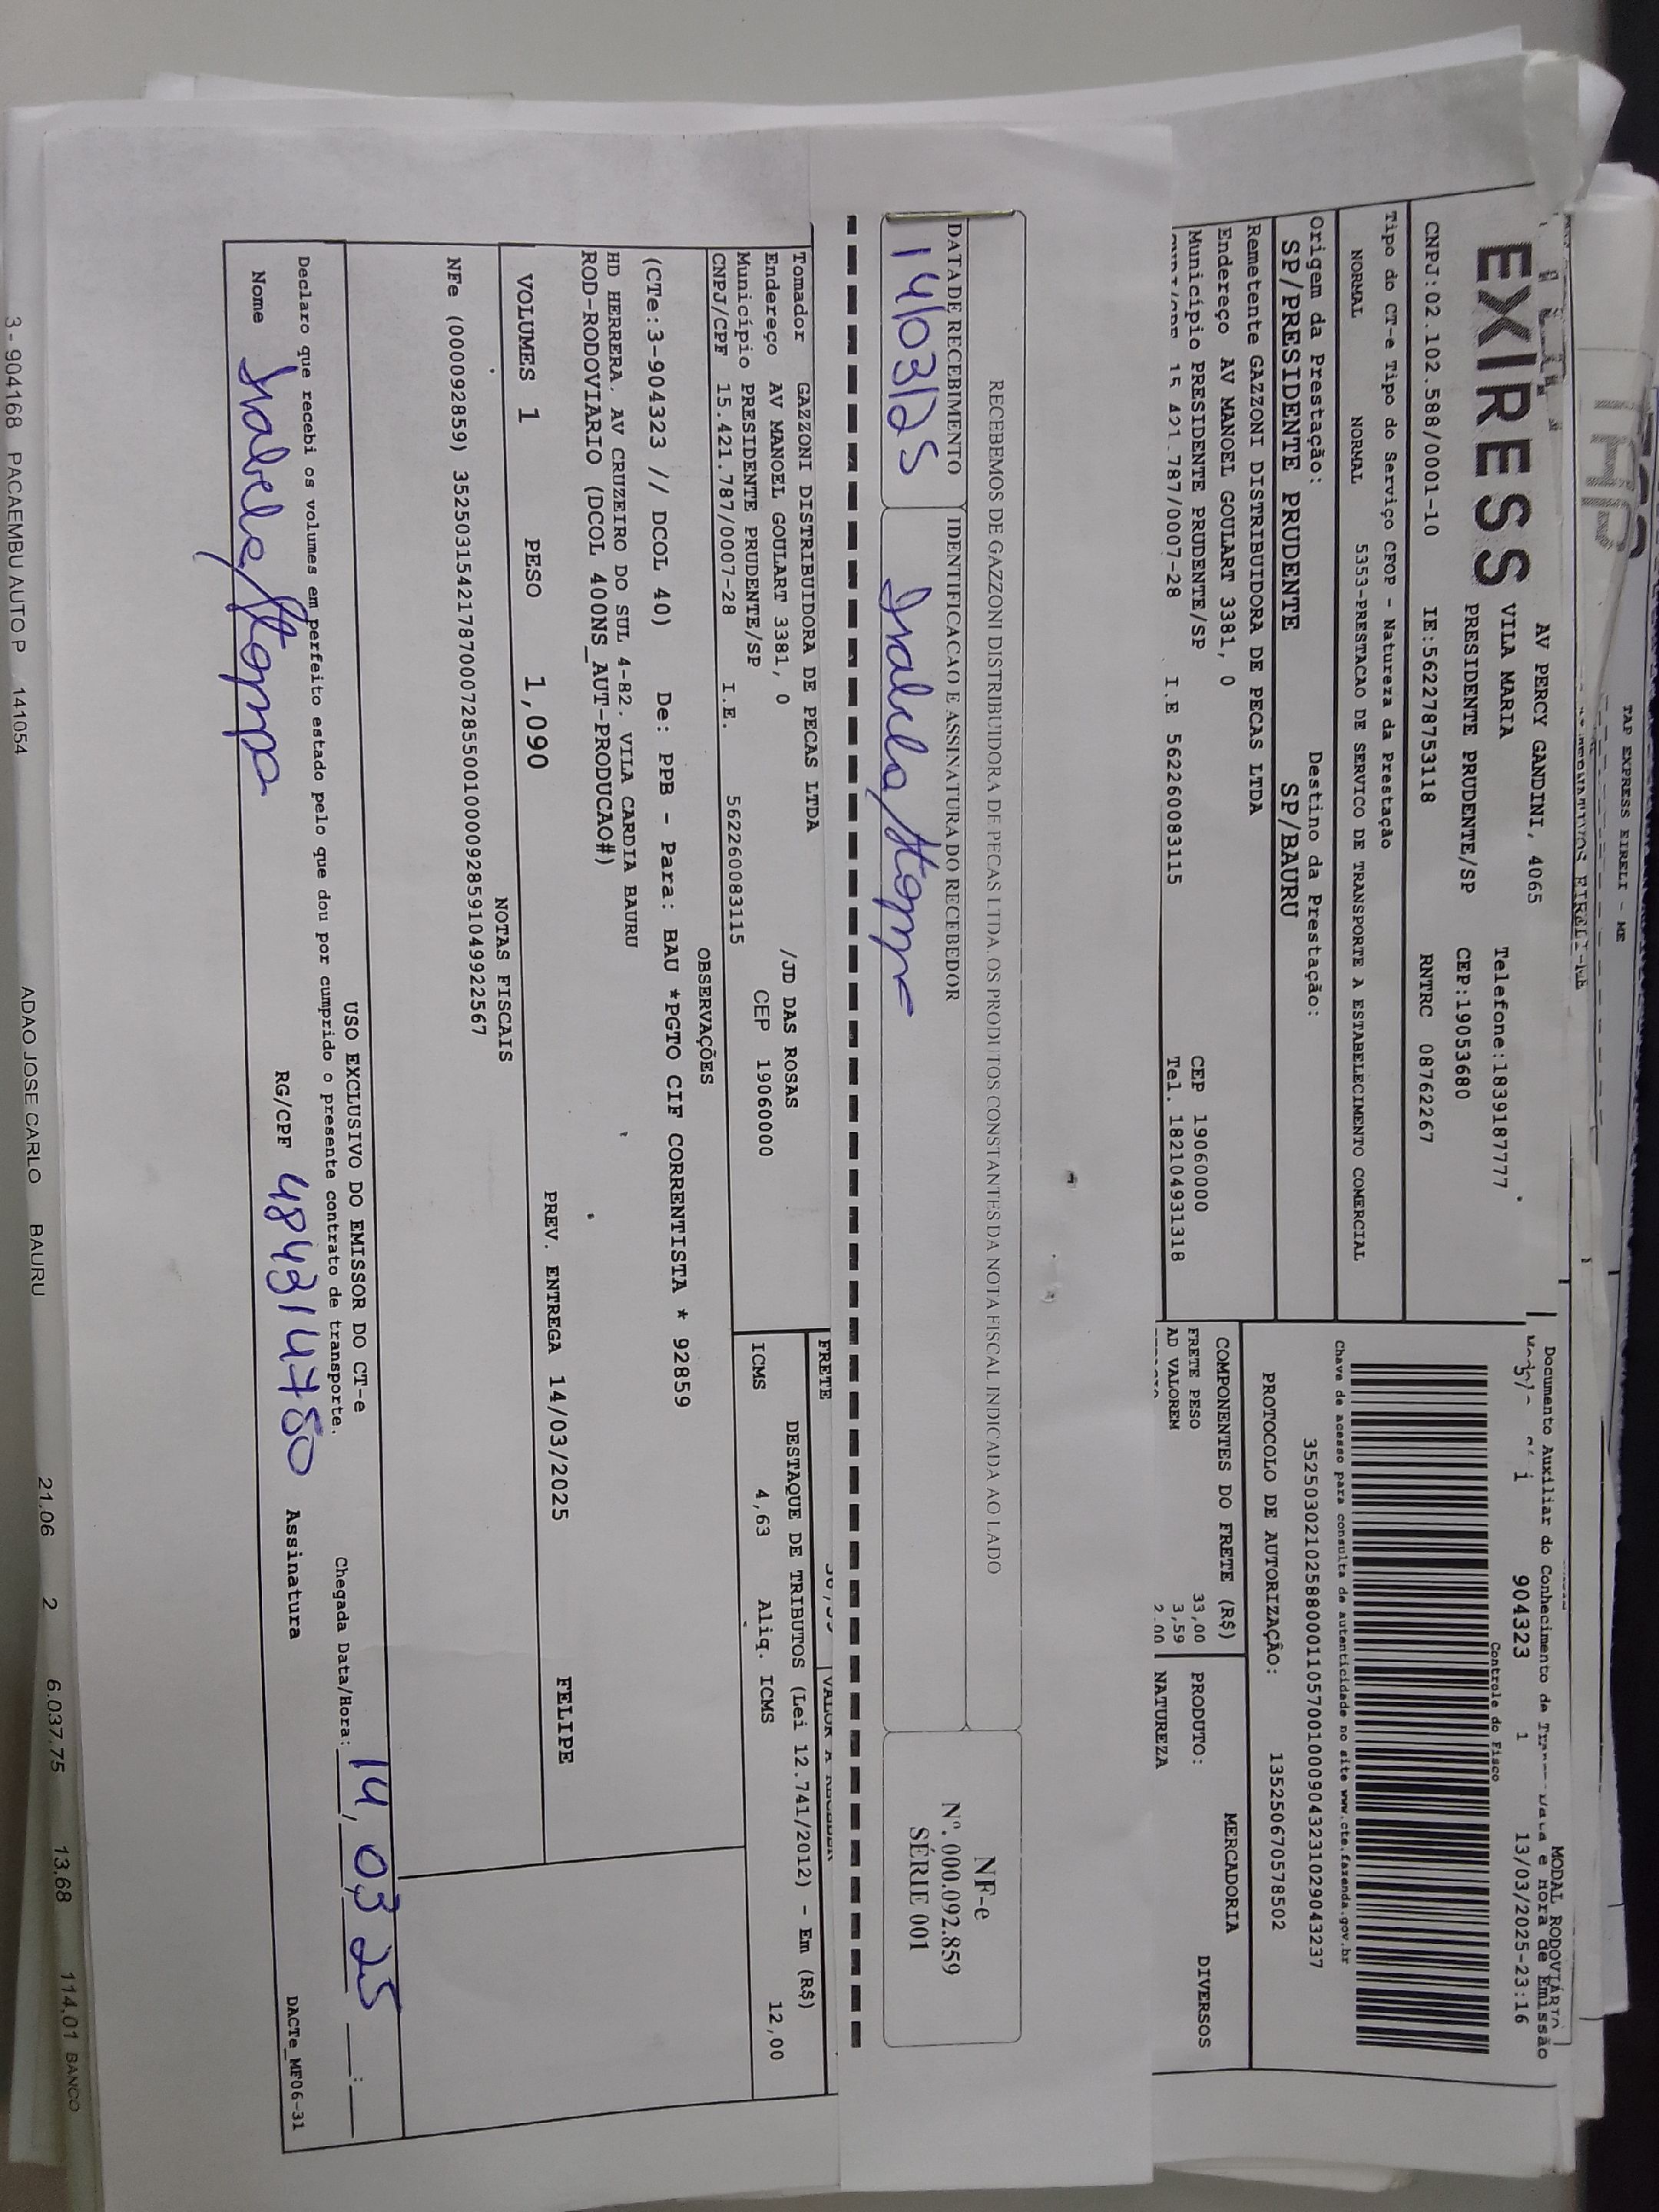 TAP EXPRESS EIRELI - ME
EXPRESS
AV PERCY GANDINI, 4065
VILA MARIA
Telefone:1839187777
PRESIDENTE PRUDENTE/SP
CEP:19053680
CNPJ:02.102.588/0001-10
IE:562278753118
RNTRC 08762267
Tipo do CT-e Tipo do Serviço CFOP - Natureza da Prestação
NORMAL NORMAL 5353-PRESTACAO DE SERVICO DE TRANSPORTE A ESTABELECIMENTO COMERCIAL
Origem da Prestação:
Destino da Prestação:
SP/PRESIDENTE PRUDENTE
SP/BAURU
Remetente GAZZONI DISTRIBUIDORA DE PECAS LTDA
Endereço AV MANOEL GOULART 3381, 0
Município PRESIDENTE PRUDENTE/SP
CEP 19060000
15.421.787/0007-28
I.E 562260083115
Tel. 182104931318
MODAL RODOVIÁRIO
Documento Auxiliar do Conhecimento de
Data e Hora de Emissão
904323 1 13/03/2025-23:16
Controle do Fisco
Chave de acesso para consulta de autenticidade no site www.cte.fazenda.gov.br
35250302102588000110570010009043231029043237
PROTOCOLO DE AUTORIZAÇÃO: 135250670578502
COMPONENTES DO FRETE (R$)
MERCADORIA
FRETE PESO 33,00
PRODUTO: DIVERSOS
AD VALOREM 3,59
NATUREZA
2,00
RECEBEMOS DE GAZZONI DISTRIBUIDORA DE PECAS LTDA OS PRODUTOS CONSTANTES DA NOTA FISCAL INDICADA AO LADO
NF-e
DATA DE RECEBIMENTO
IDENTIFICACAO E ASSINATURA DO RECEBEDOR
Nº. 000.092.859
SÉRIE 001
14/03/25
FRETE
VALOR A RECEBER
Tomador GAZZONI DISTRIBUIDORA DE PECAS LTDA
Endereço AV MANOEL GOULART 3381, 0
/JD DAS ROSAS
Município PRESIDENTE PRUDENTE/SP
CEP 19060000
CNPJ/CPF 15.421.787/0007-28
I.E. 562260083115
DESTAQUE DE TRIBUTOS (Lei 12.741/2012) - Em (R$)
ICMS 4,63 Aliq. ICMS 12,00
OBSERVAÇÕES
(CTe:3-904323 // DCOL 40) De: PPB - Para: BAU *PGTO CIF CORRENTISTA * 92859
HD HERRERA. AV CRUZEIRO DO SUL 4-82. VILA CARDIA BAURU
ROD-RODOVIARIO (DCOL 400NS_AUT-PRODUCAO#)
VOLUMES 1 PESO 1,090
PREV. ENTREGA 14/03/2025
FELIPE
NOTAS FISCAIS
NFe (000092859) 35250315421787000728550010000928591049922567
USO EXCLUSIVO DO EMISSOR DO CT-e
Declaro que recebi os volumes em perfeito estado pelo que dou por cumprido o presente contrato de transporte.
Chegada Data/Hora: 14, 03 25
Nome
RG/CPF
Assinatura
DACTe_MF06-31
3- 904168 PACAEMBU AUTO P 141054 ADAO JOSE CARLO BAURU 21,06 2 6.037,75 13,68 114,01 BANCO